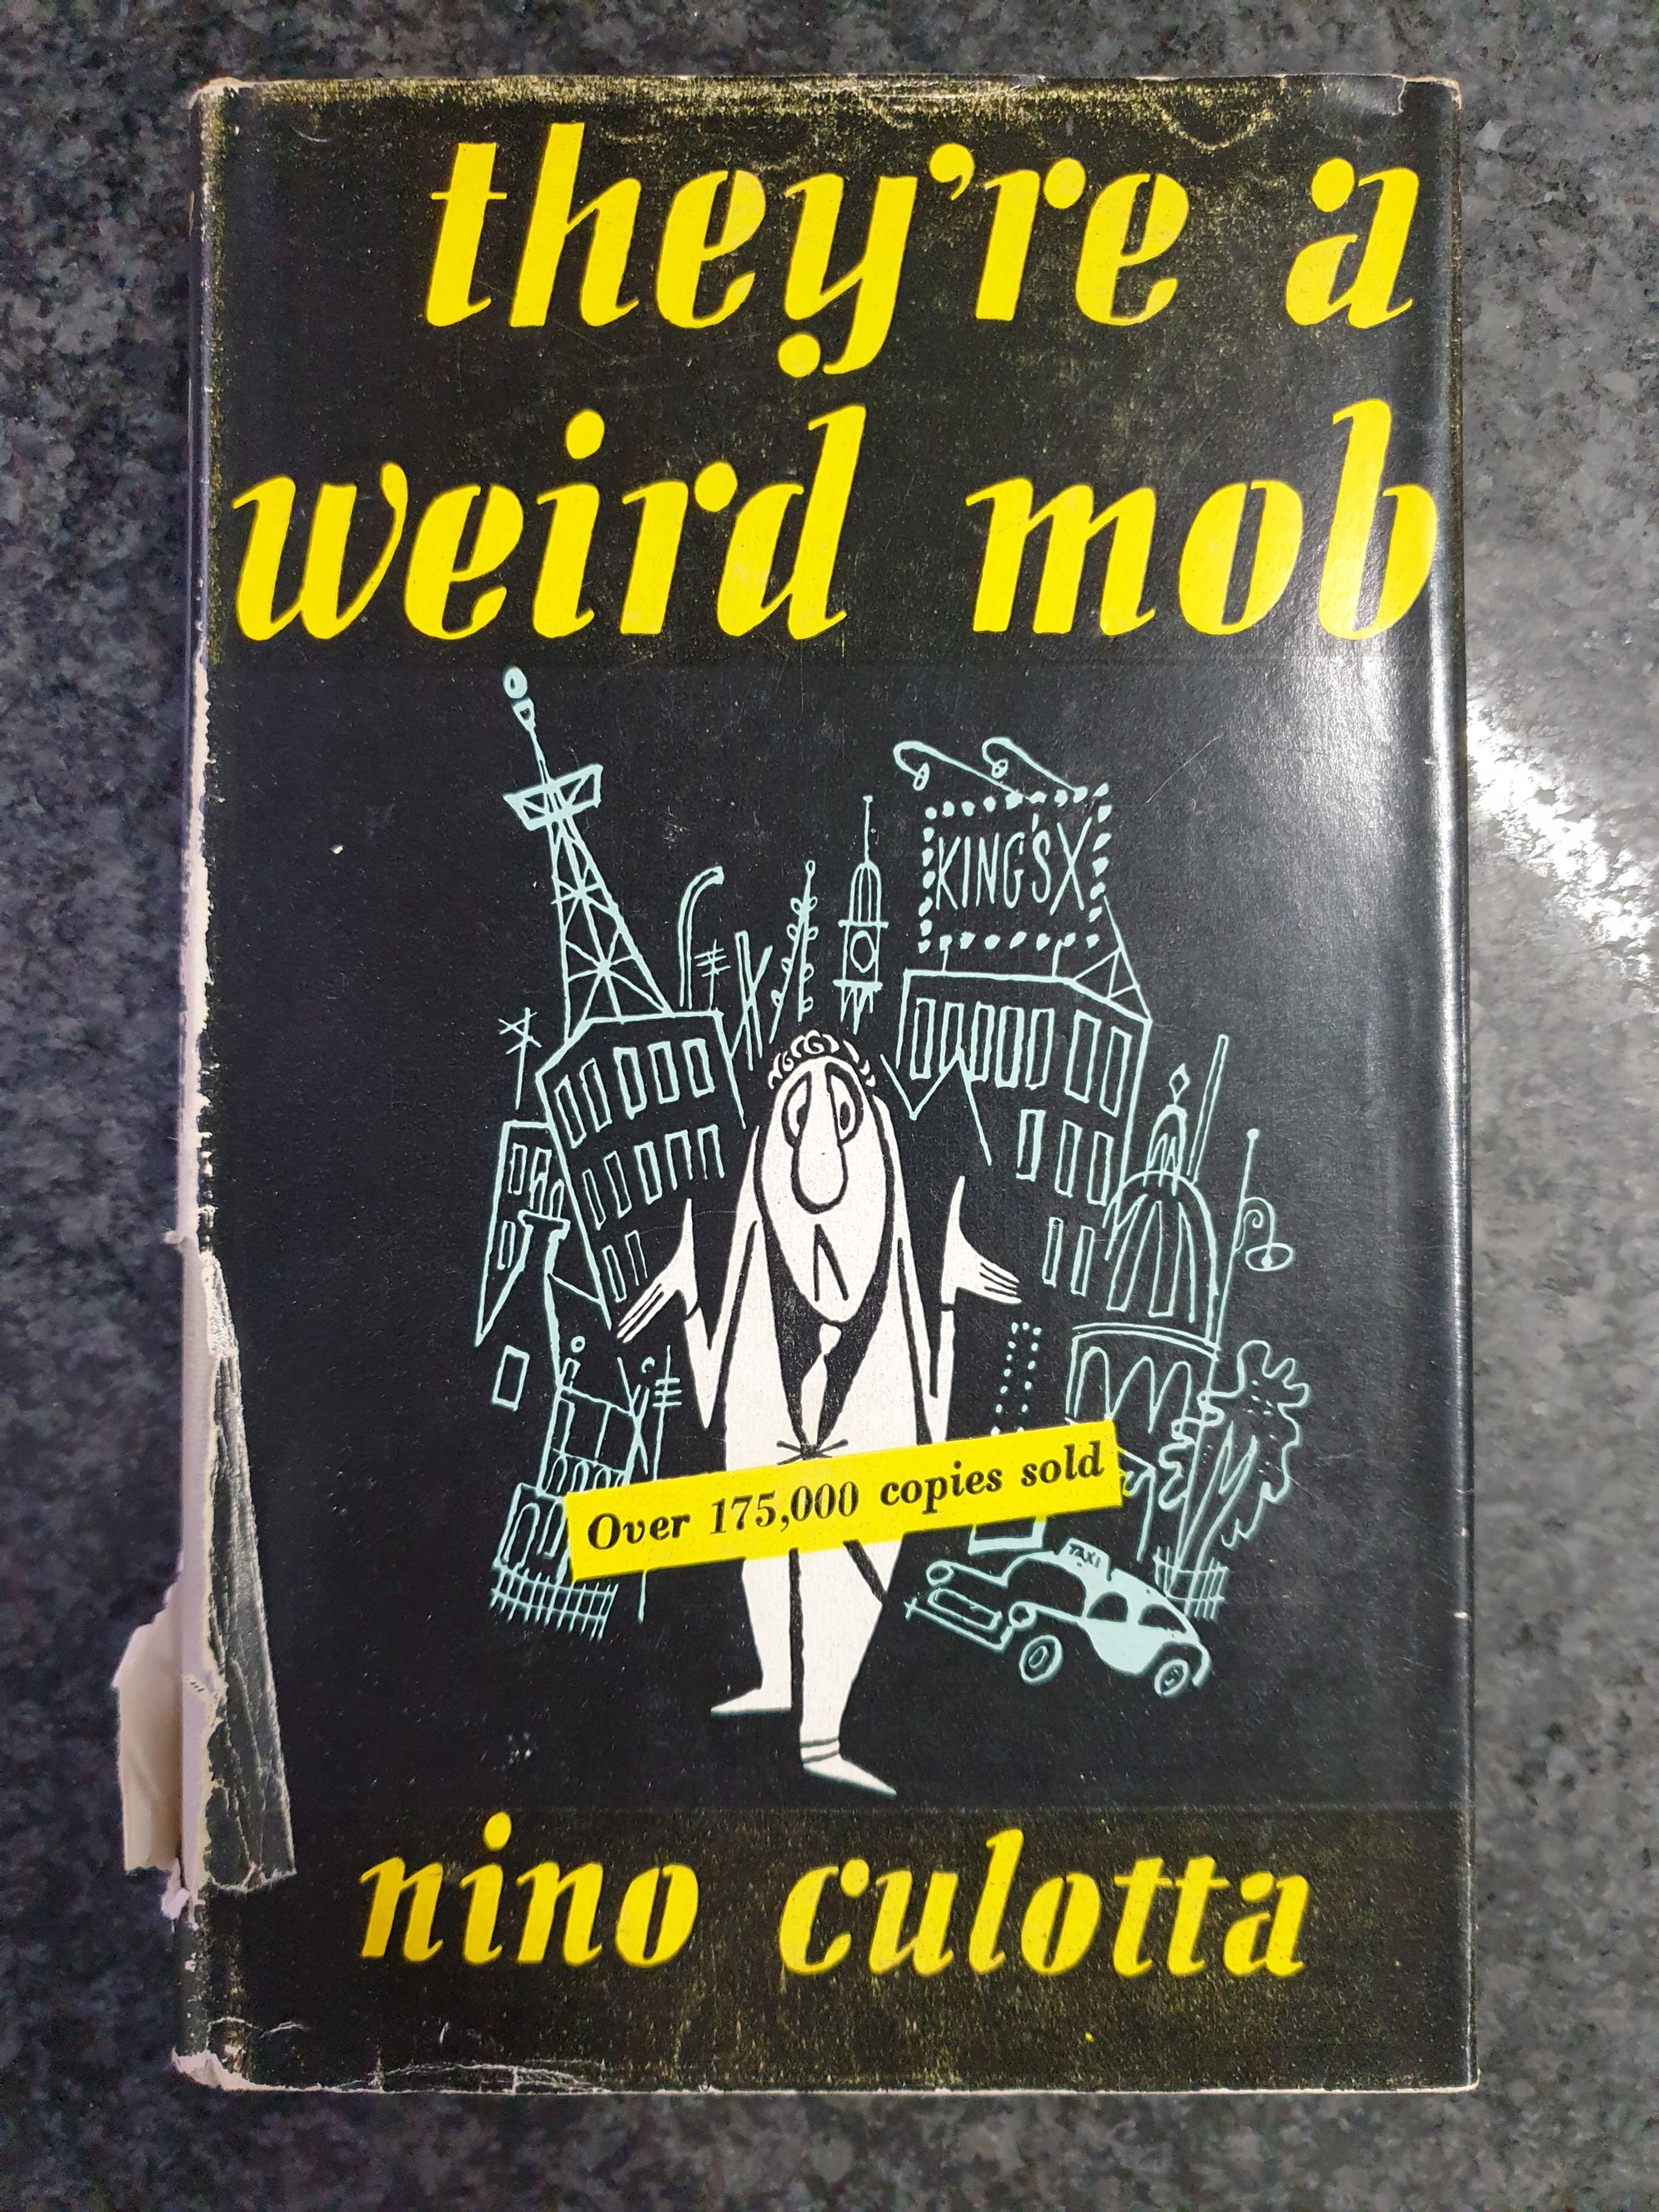 they're a
weird mob
KING'S X
Over 175,000 copies sold
TAXI
nino culotta